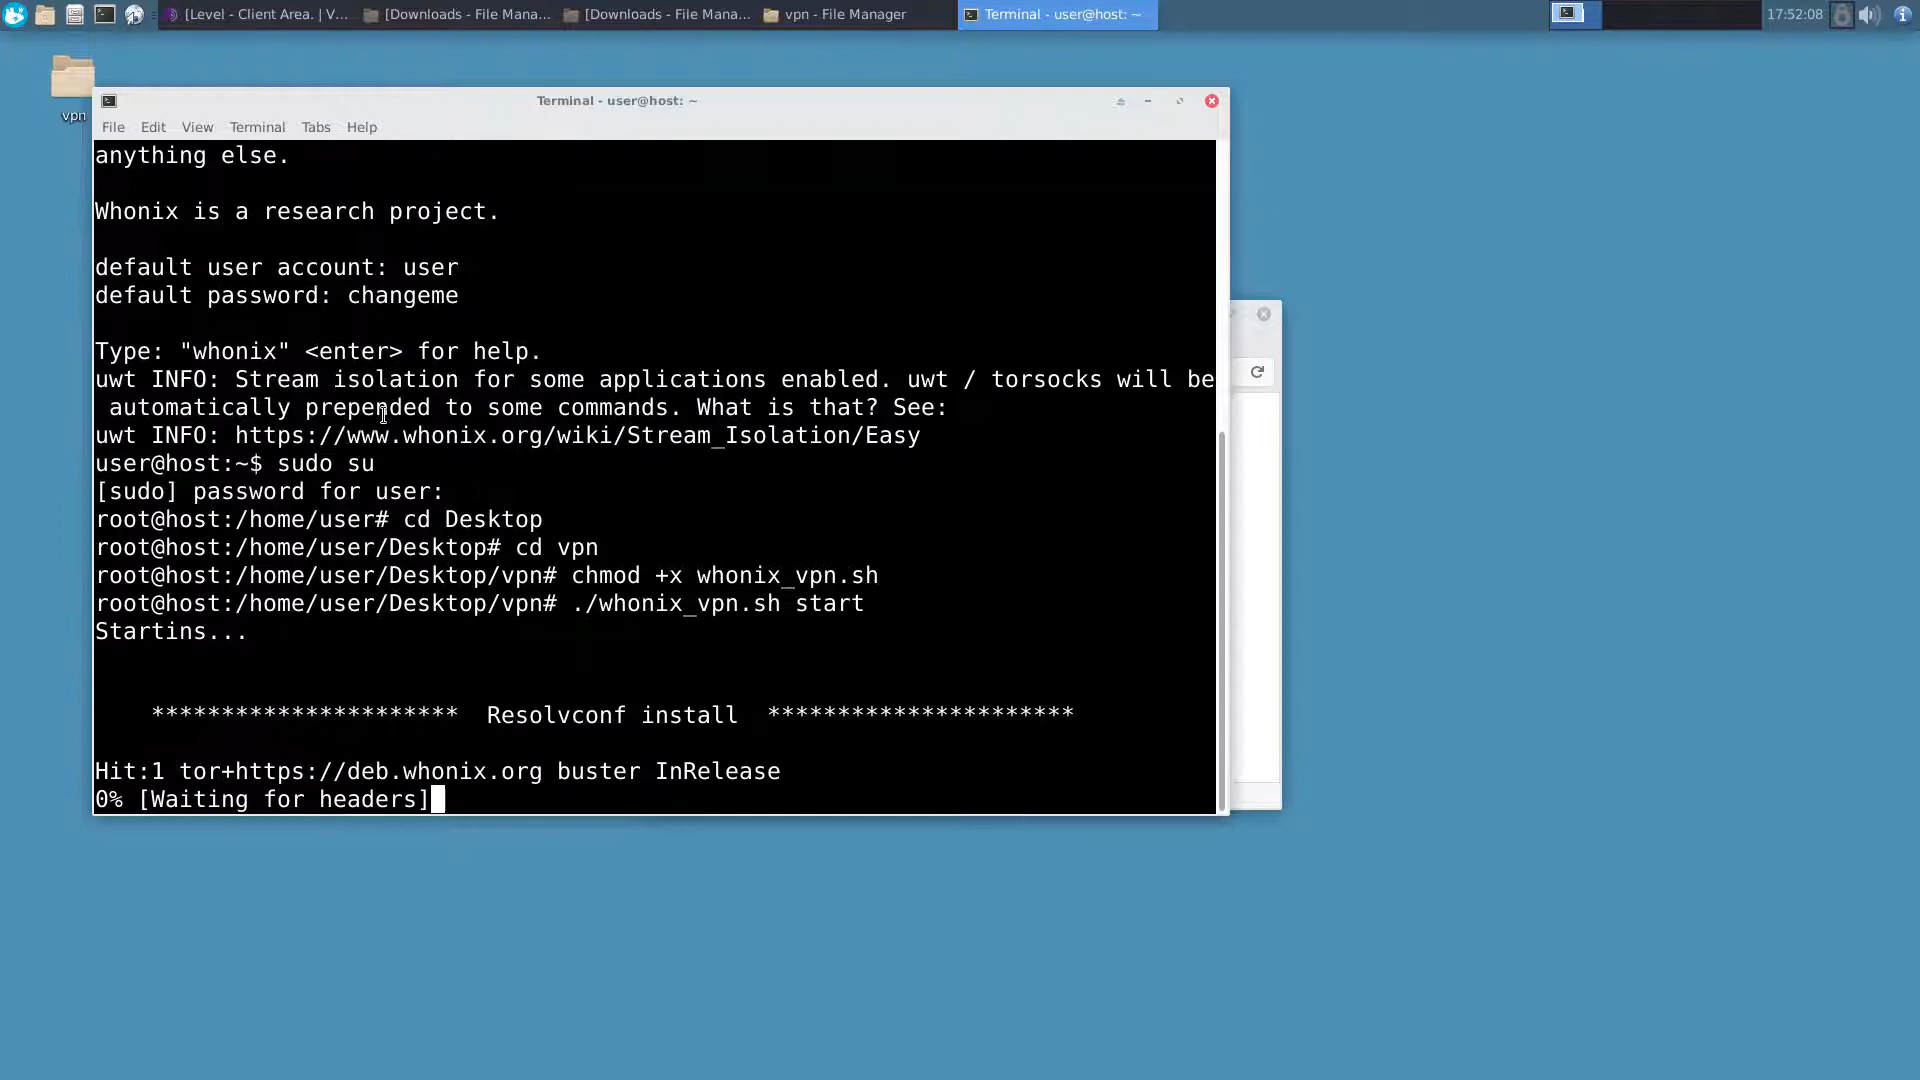 [Level - Client Area. | V...
[Downloads - File Mana...
[Downloads - File Mana...
vpn - File Manager
Terminal - user@host: ~
17:52:08
vpn
Terminal - user@host: ~
File Edit View Terminal Tabs Help
anything else.
Whonix is a research project.
default user account: user
default password: changeme
Type: "whonix" <enter> for help.
uwt INFO: Stream isolation for some applications enabled. uwt / torsocks will be
automatically prepended to some commands. What is that? See:
uwt INFO: https://www.whonix.org/wiki/Stream_Isolation/Easy
user@host:~$ sudo su
[sudo] password for user:
root@host:/home/user# cd Desktop
root@host:/home/user/Desktop# cd vpn
root@host:/home/user/Desktop/vpn# chmod +x whonix_vpn.sh
root@host:/home/user/Desktop/vpn# ./whonix_vpn.sh start
Startins...
********************** Resolvconf install **********************
Hit:1 tor+https://deb.whonix.org buster InRelease
0% [Waiting for headers]